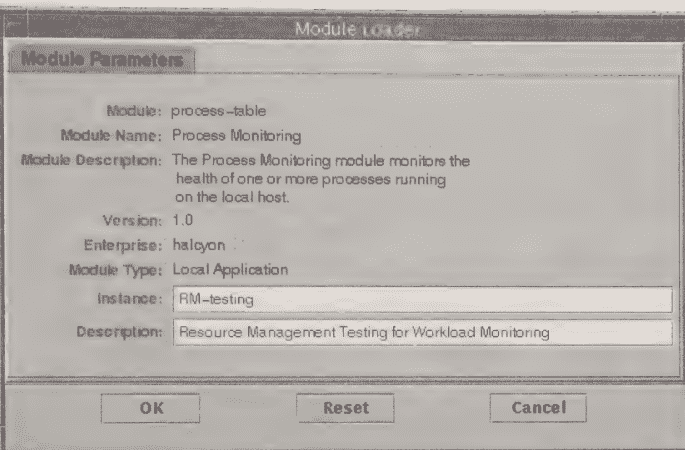 Module Loader
Module Parameters
Module: process-table
Module Name: Process Monitoring
Module Description: The Process Monitoring module monitors the
health of one or more processes running
on the local host.
Version: 1.0
Enterprise: halcyon
Module Type: Local Application
Instance: RM-testing
Description: Resource Management Testing for Workload Monitoring
OK Reset Cancel